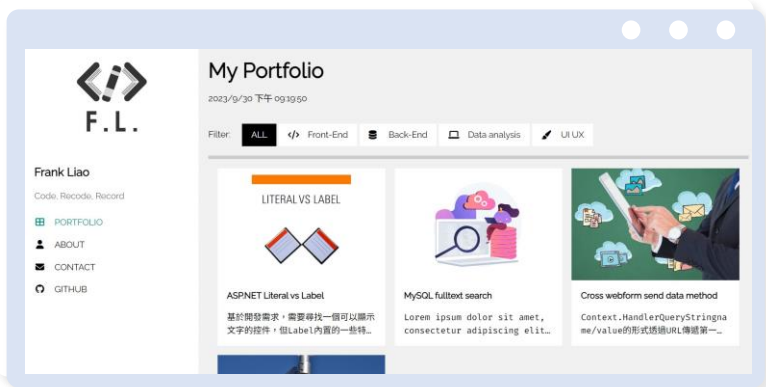 F.L.
Frank Liao
Code, Recode, Record
PORTFOLIO
ABOUT
CONTACT
GITHUB
My Portfolio
2023/9/30 下午 09:19:50
Filter:
ALL
</> Front-End
Back-End
Data analysis
UI UX
LITERAL VS LABEL
ASP.NET Literal vs Label
基於開發需求，需要尋找一個可以顯示
文字的控件，但Label內置的一些特…
MySQL fulltext search
Lorem ipsum dolor sit amet,
consectetur adipiscing elit…
Cross webform send data method
Context.HandlerQueryStringna
me/value的形式透過URL傳遞第一…